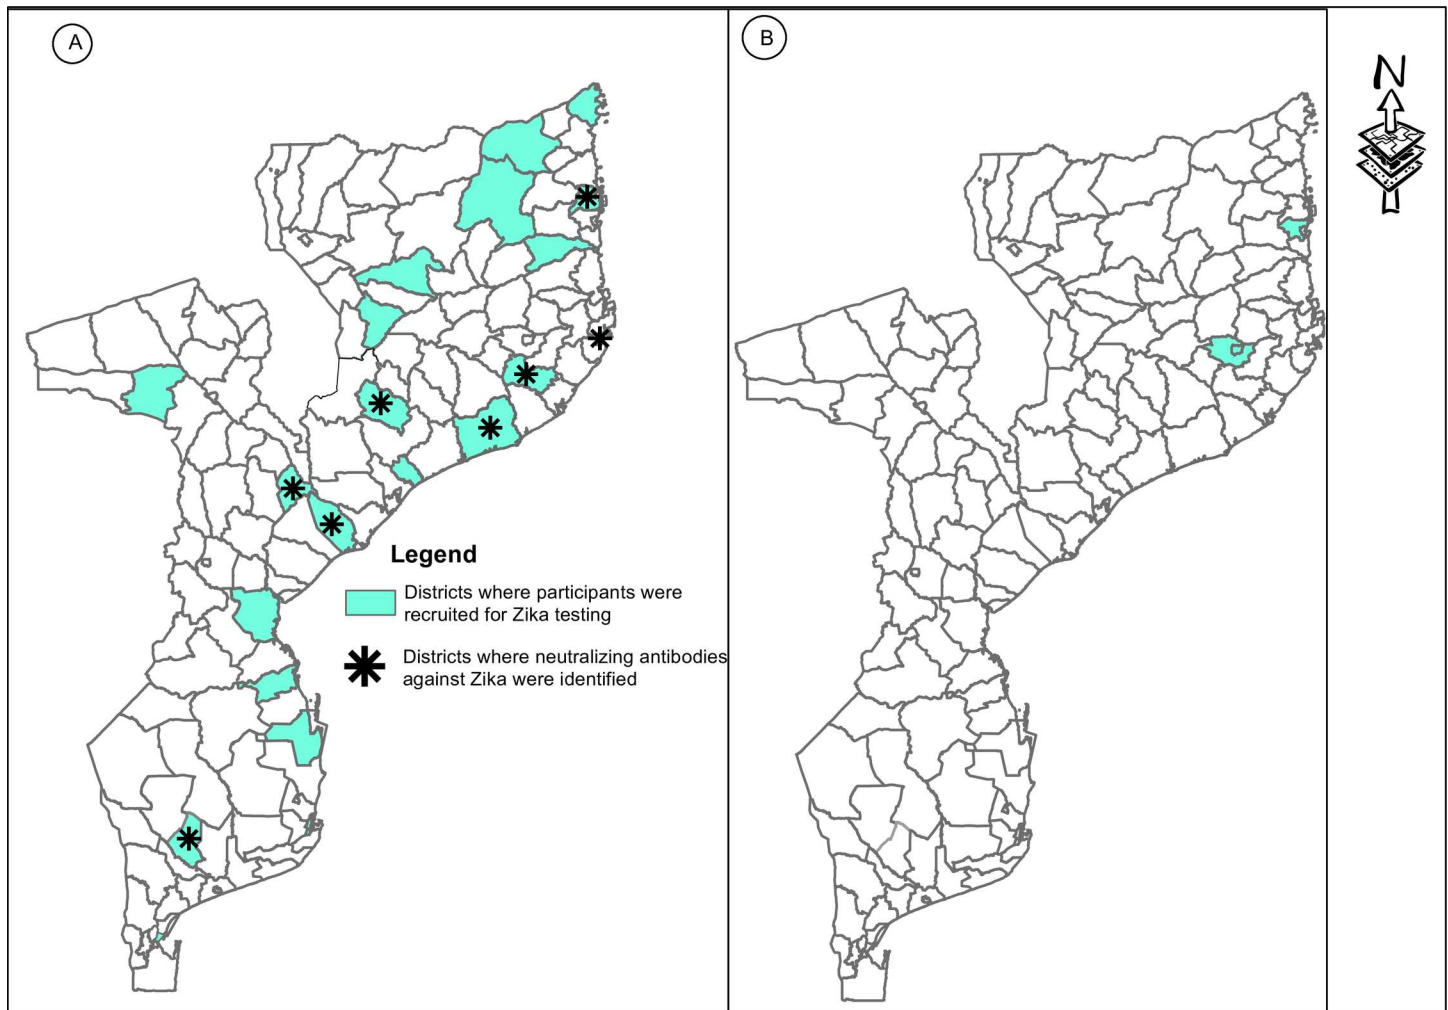 A
B
N
Legend
Districts where participants were
recruited for Zika testing
Districts where neutralizing antibodies
against Zika were identified